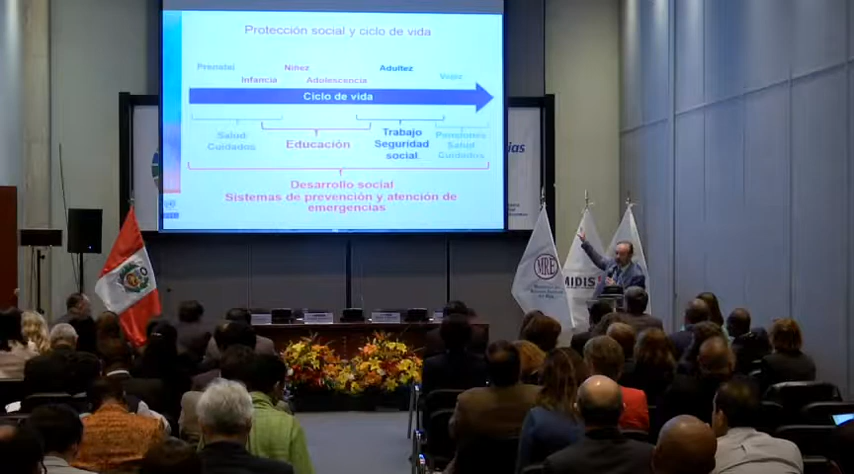 Protección social y ciclo de vida
Prenatal
Niñez
Adultez
Infancia
Adolescencia
Vejez
Ciclo de vida
Salud
Cuidados
Educación
Trabajo
Seguridad
social
Pensiones
Salud
Cuidados
Desarrollo social
Sistemas de prevención y atención de
emergencias
MRE
MIDIS